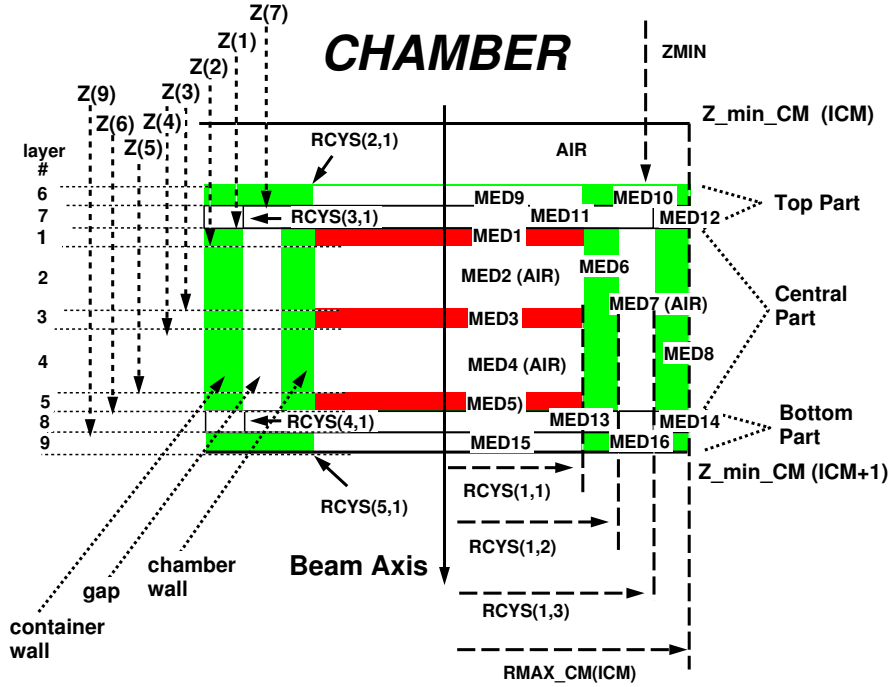 Z(7)
Z(1)
Z(2)
Z(3)
Z(9)
Z(6)
Z(4)
Z(5)
CHAMBER
ZMIN
Z_min_CM (ICM)
AIR
RCYS(2,1)
layer
#
6
7
1
2
3
4
5
8
9
MED9
MED10
RCYS(3,1)
MED11
MED12
Top Part
MED1
MED6
MED2 (AIR)
MED7 (AIR)
Central
Part
MED3
MED8
MED4 (AIR)
MED5)
RCYS(4,1)
MED13
MED14
Bottom
Part
MED15
MED16
Z_min_CM (ICM+1)
RCYS(1,1)
RCYS(5,1)
RCYS(1,2)
Beam Axis
chamber
wall
gap
container
wall
RCYS(1,3)
RMAX_CM(ICM)